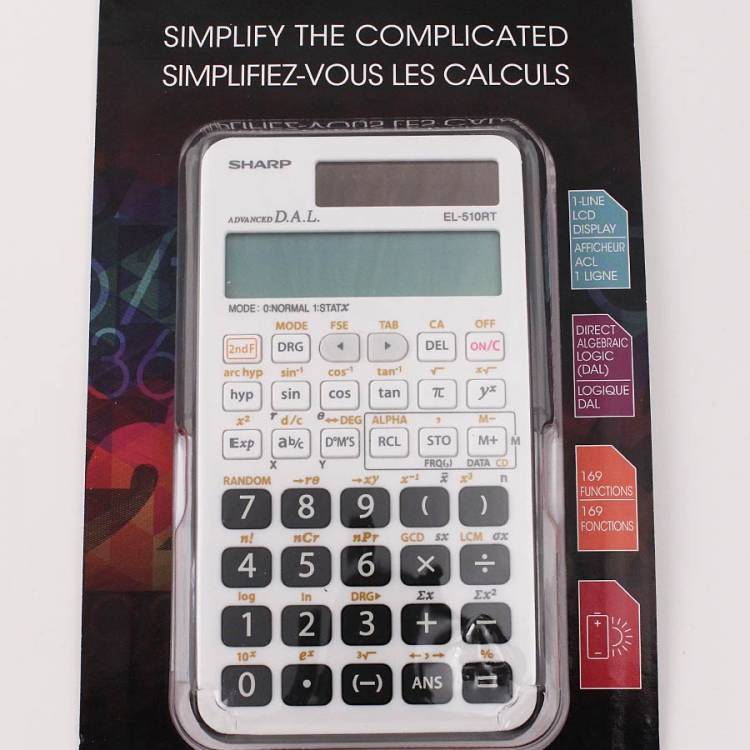 SIMPLIFY THE COMPLICATED
SIMPLIFIEZ-VOUS LES CALCULS
SHARP
ADVANCED D.A.L. EL-510RT
MODE: 0:NORMAL 1:STATx
MODE FSE TAB CA OFF
2ndF DRG ◄ ► DEL ON/C
arc hyp sin⁻¹ cos⁻¹ tan⁻¹ √‾ ˣ√‾
hyp sin cos tan π yˣ
x² r d/c θ ↔DEG ALPHA , M−
Exp ab/c D°M'S RCL STO M+ M
X Y FRQ(,) DATA CD
RANDOM →rθ →xy x⁻¹ x̄ x³ n
7 8 9 ( )
n! nCr nPr GCD sx LCM σx
4 5 6 × ÷
log ln DRG► Σx Σx²
1 2 3 + −
10ˣ eˣ ³√‾ ←,→ %
0 • (−) ANS =
1-LINE
LCD
DISPLAY
AFFICHEUR
ACL
1 LIGNE
DIRECT
ALGEBRAIC
LOGIC
(DAL)
LOGIQUE
DAL
169
FUNCTIONS
169
FONCTIONS